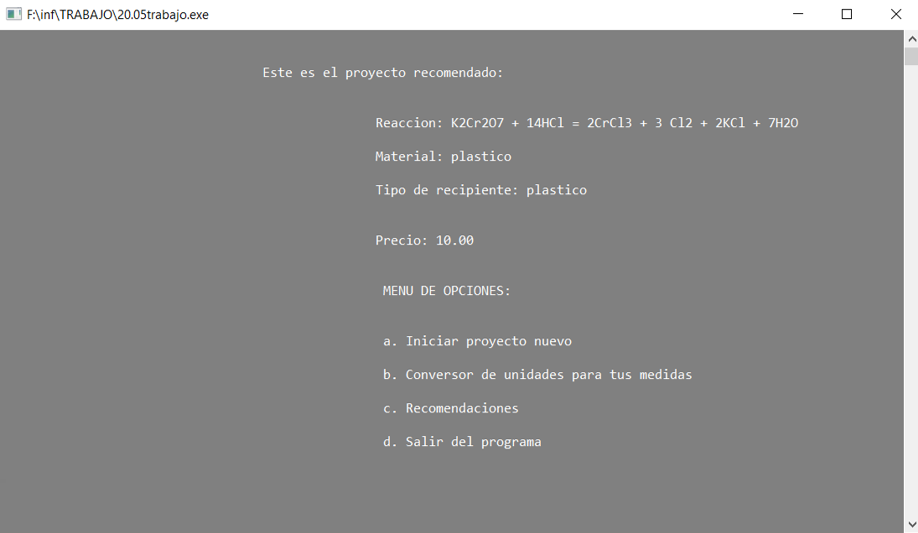 F:\inf\TRABAJO\20.05trabajo.exe
Este es el proyecto recomendado:
Reaccion: K2Cr2O7 + 14HCl = 2CrCl3 + 3 Cl2 + 2KCl + 7H2O
Material: plastico
Tipo de recipiente: plastico
Precio: 10.00
MENU DE OPCIONES:
a. Iniciar proyecto nuevo
b. Conversor de unidades para tus medidas
c. Recomendaciones
d. Salir del programa